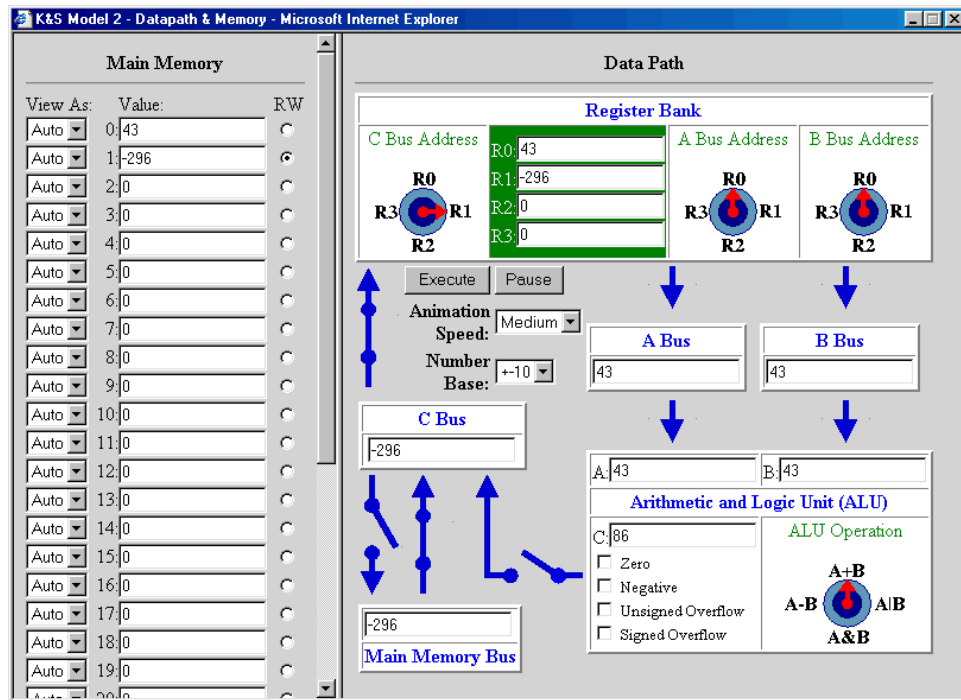 K&S Model 2 - Datapath & Memory - Microsoft Internet Explorer
Main Memory
View As: Value: RW
Auto 0: 43
Auto 1: -296
Auto 2: 0
Auto 3: 0
Auto 4: 0
Auto 5: 0
Auto 6: 0
Auto 7: 0
Auto 8: 0
Auto 9: 0
Auto 10: 0
Auto 11: 0
Auto 12: 0
Auto 13: 0
Auto 14: 0
Auto 15: 0
Auto 16: 0
Auto 17: 0
Auto 18: 0
Auto 19: 0
Data Path
Register Bank
C Bus Address
R0
R3 R1
R2
R0: 43
R1: -296
R2: 0
R3: 0
A Bus Address
R0
R3 R1
R2
B Bus Address
R0
R3 R1
R2
Execute Pause
Animation
Speed: Medium
Number
Base: +-10
A Bus
43
B Bus
43
C Bus
-296
A: 43 B: 43
Arithmetic and Logic Unit (ALU)
C: 86
Zero
Negative
Unsigned Overflow
Signed Overflow
ALU Operation
A+B
A-B A|B
A&B
-296
Main Memory Bus